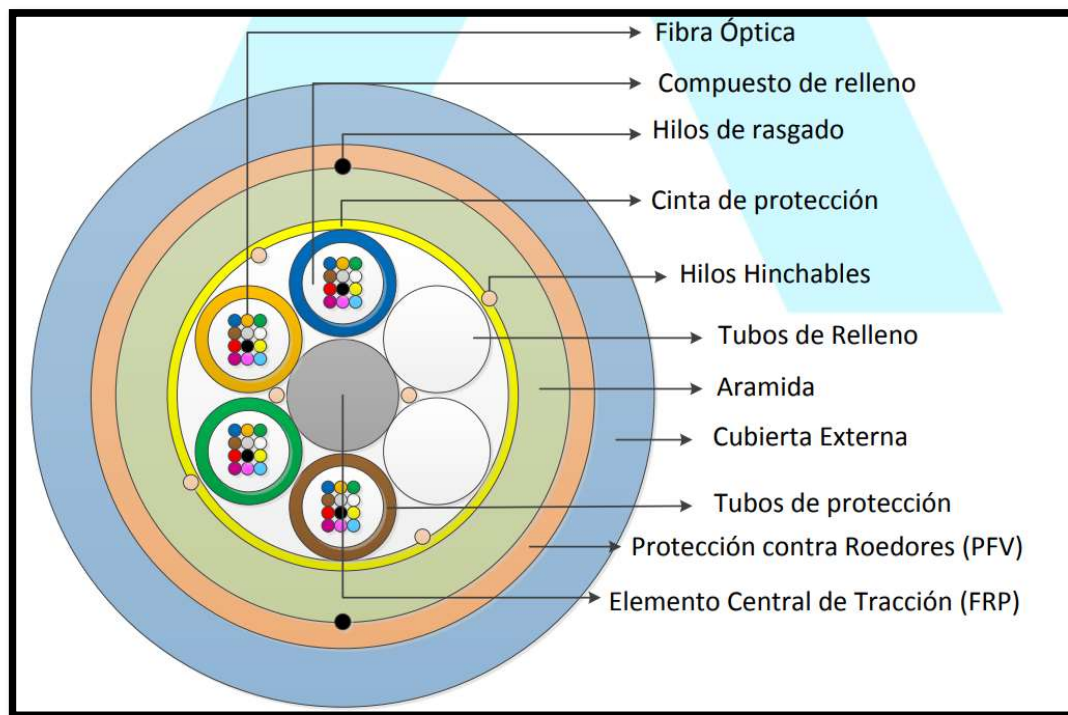 Fibra Óptica
Compuesto de relleno
Hilos de rasgado
Cinta de protección
Hilos Hinchables
Tubos de Relleno
Aramida
Cubierta Externa
Tubos de protección
Protección contra Roedores (PFV)
Elemento Central de Tracción (FRP)